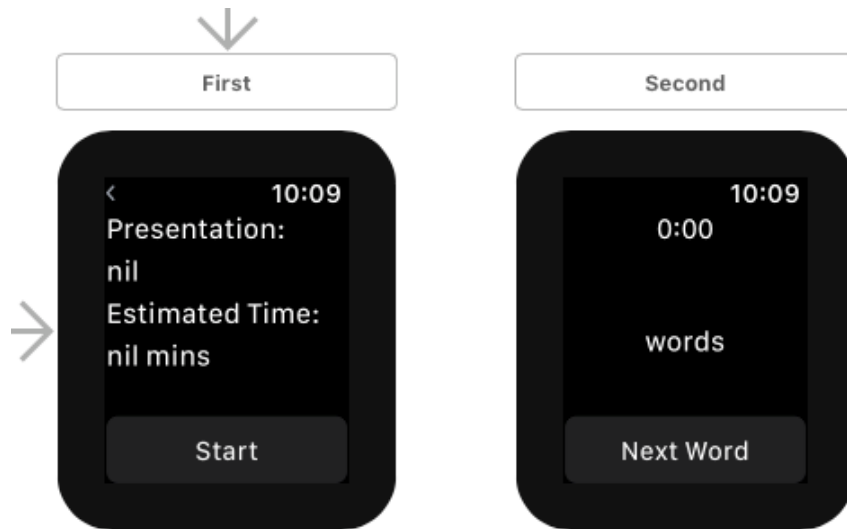 First
< 10:09
Presentation:
nil
Estimated Time:
nil mins
Start
Second
10:09
0:00
words
Next Word